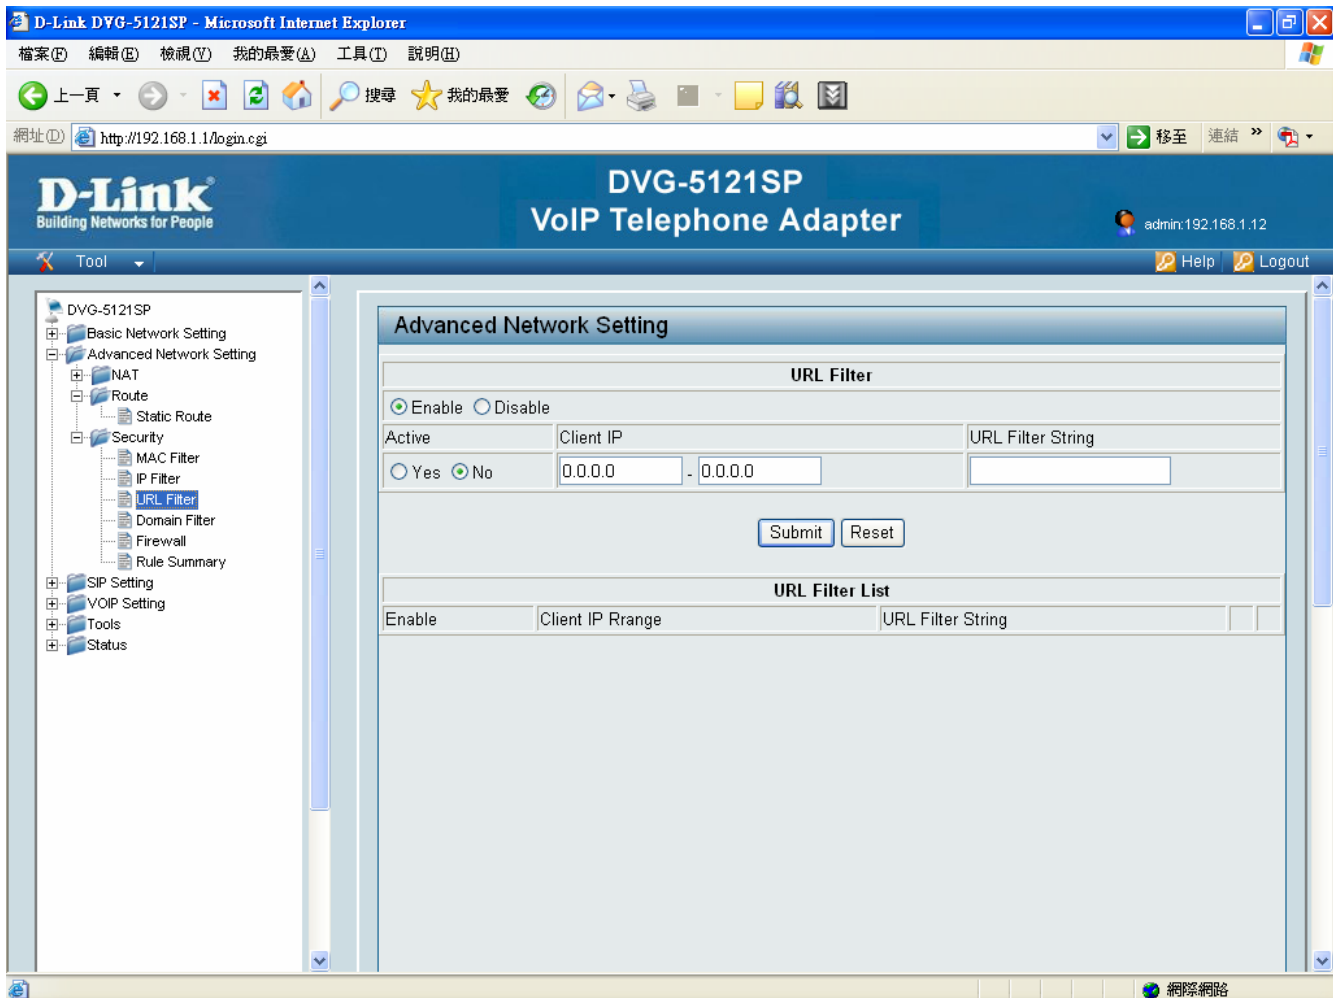 D-Link DVG-5121SP - Microsoft Internet Explorer
檔案(F) 編輯(E) 檢視(V) 我的最愛(A) 工具(T) 說明(H)
上一頁 搜尋 我的最愛
網址(D) http://192.168.1.1/login.cgi 移至 連結 »
D-Link
Building Networks for People
DVG-5121SP
VoIP Telephone Adapter
admin:192.168.1.12
Tool Help Logout
DVG-5121SP
Basic Network Setting
Advanced Network Setting
NAT
Route
Static Route
Security
MAC Filter
IP Filter
URL Filter
Domain Filter
Firewall
Rule Summary
SIP Setting
VOIP Setting
Tools
Status
Advanced Network Setting
URL Filter
Enable Disable
Active Client IP URL Filter String
Yes No 0.0.0.0 - 0.0.0.0
Submit Reset
URL Filter List
Enable Client IP Rrange URL Filter String
網際網路